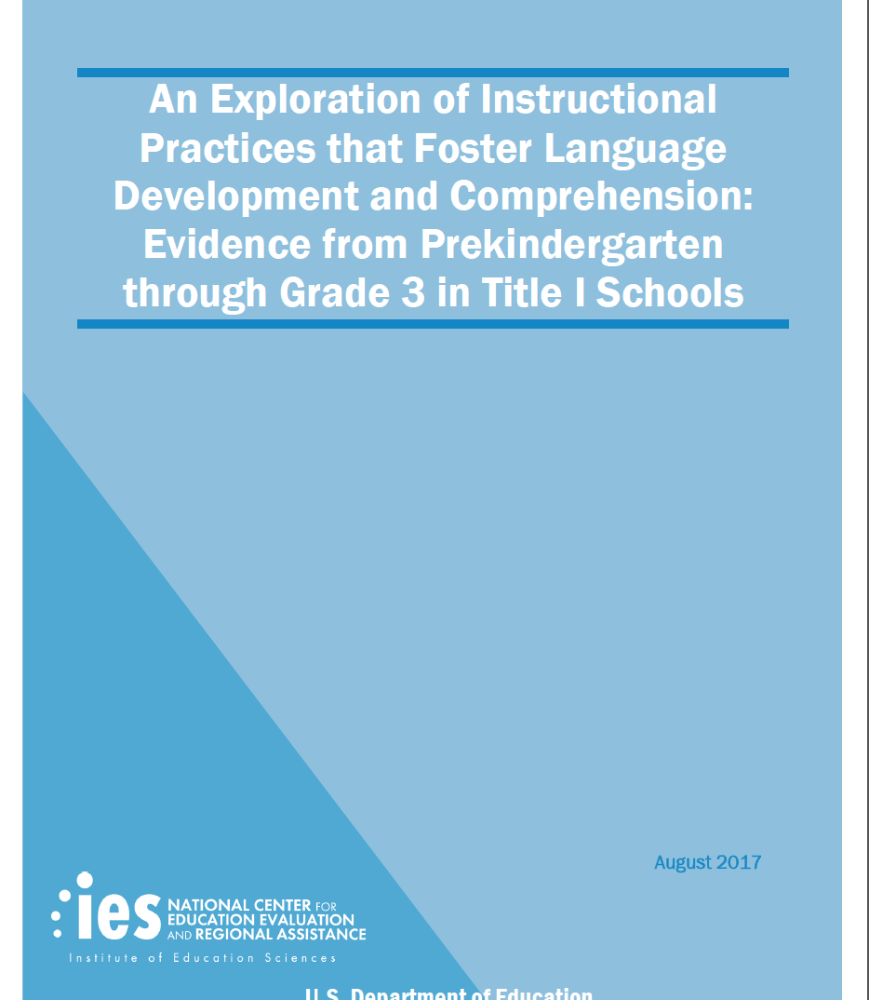 An Exploration of Instructional
Practices that Foster Language
Development and Comprehension:
Evidence from Prekindergarten
through Grade 3 in Title I Schools
August 2017
ies
NATIONAL CENTER FOR
EDUCATION EVALUATION
AND REGIONAL ASSISTANCE
Institute of Education Sciences
U.S. Department of Education